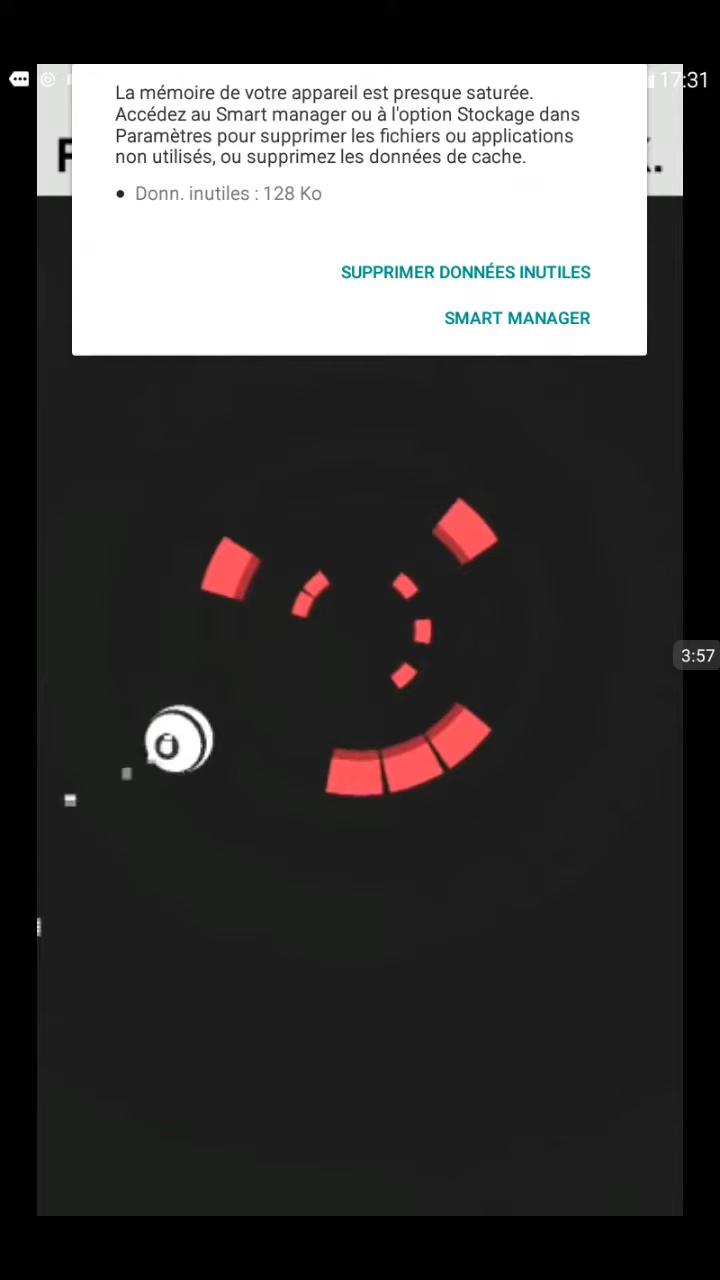 17:31
La mémoire de votre appareil est presque saturée.
Accédez au Smart manager ou à l'option Stockage dans
Paramètres pour supprimer les fichiers ou applications
non utilisés, ou supprimez les données de cache.
• Donn. inutiles : 128 Ko
SUPPRIMER DONNÉES INUTILES
SMART MANAGER
3:57